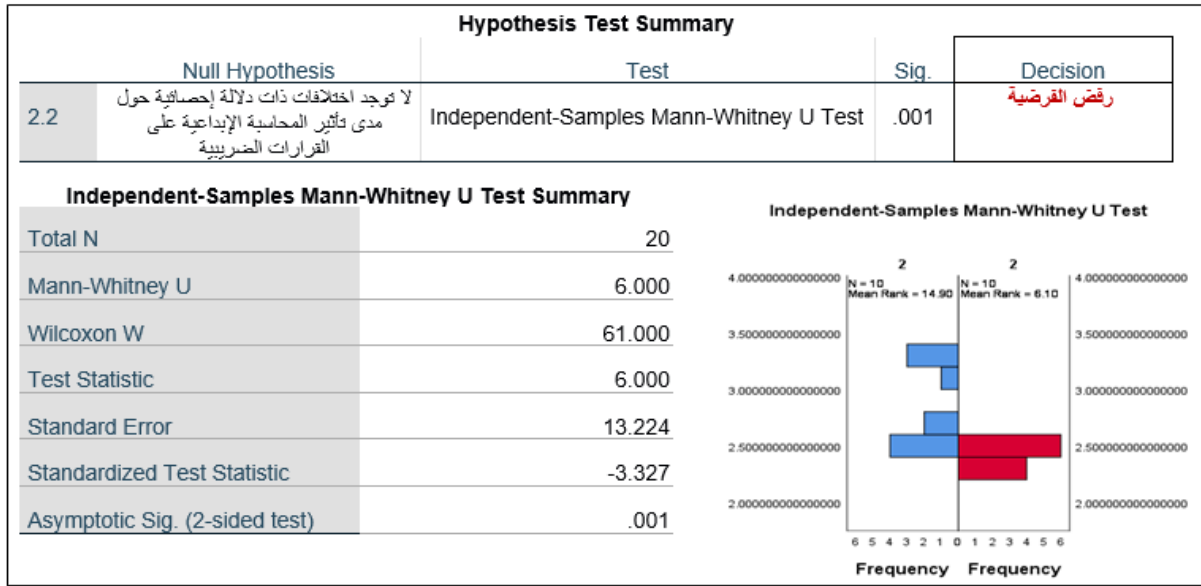 Hypothesis Test Summary
Null Hypothesis Test Sig. Decision
2.2 لا توجد اختلافات ذات دلالة إحصائية حول Independent-Samples Mann-Whitney U Test .001 رفض الفرضية
مدى تأثير المحاسبة الإبداعية على
القرارات الضريبية
Independent-Samples Mann-Whitney U Test Summary
Total N 20
Mann-Whitney U 6.000
Wilcoxon W 61.000
Test Statistic 6.000
Standard Error 13.224
Standardized Test Statistic -3.327
Asymptotic Sig. (2-sided test) .001
Independent-Samples Mann-Whitney U Test
2 2
N = 10 N = 10
Mean Rank = 14.90 Mean Rank = 6.10
4.000000000000000 4.000000000000000
3.500000000000000 3.500000000000000
3.000000000000000 3.000000000000000
2.500000000000000 2.500000000000000
2.000000000000000 2.000000000000000
6 5 4 3 2 1 0 1 2 3 4 5 6
Frequency Frequency